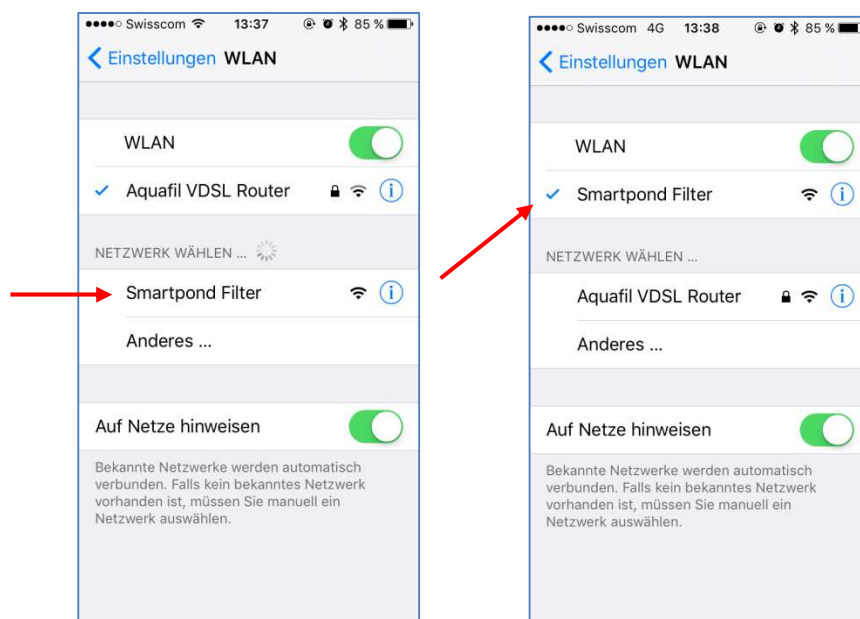 Swisscom 13:37 85 %
Einstellungen WLAN
WLAN
Aquafil VDSL Router
NETZWERK WÄHLEN ...
Smartpond Filter
Anderes ...
Auf Netze hinweisen
Bekannte Netzwerke werden automatisch
verbunden. Falls kein bekanntes Netzwerk
vorhanden ist, müssen Sie manuell ein
Netzwerk auswählen.
Swisscom 4G 13:38 85 %
Einstellungen WLAN
WLAN
Smartpond Filter
NETZWERK WÄHLEN ...
Aquafil VDSL Router
Anderes ...
Auf Netze hinweisen
Bekannte Netzwerke werden automatisch
verbunden. Falls kein bekanntes Netzwerk
vorhanden ist, müssen Sie manuell ein
Netzwerk auswählen.